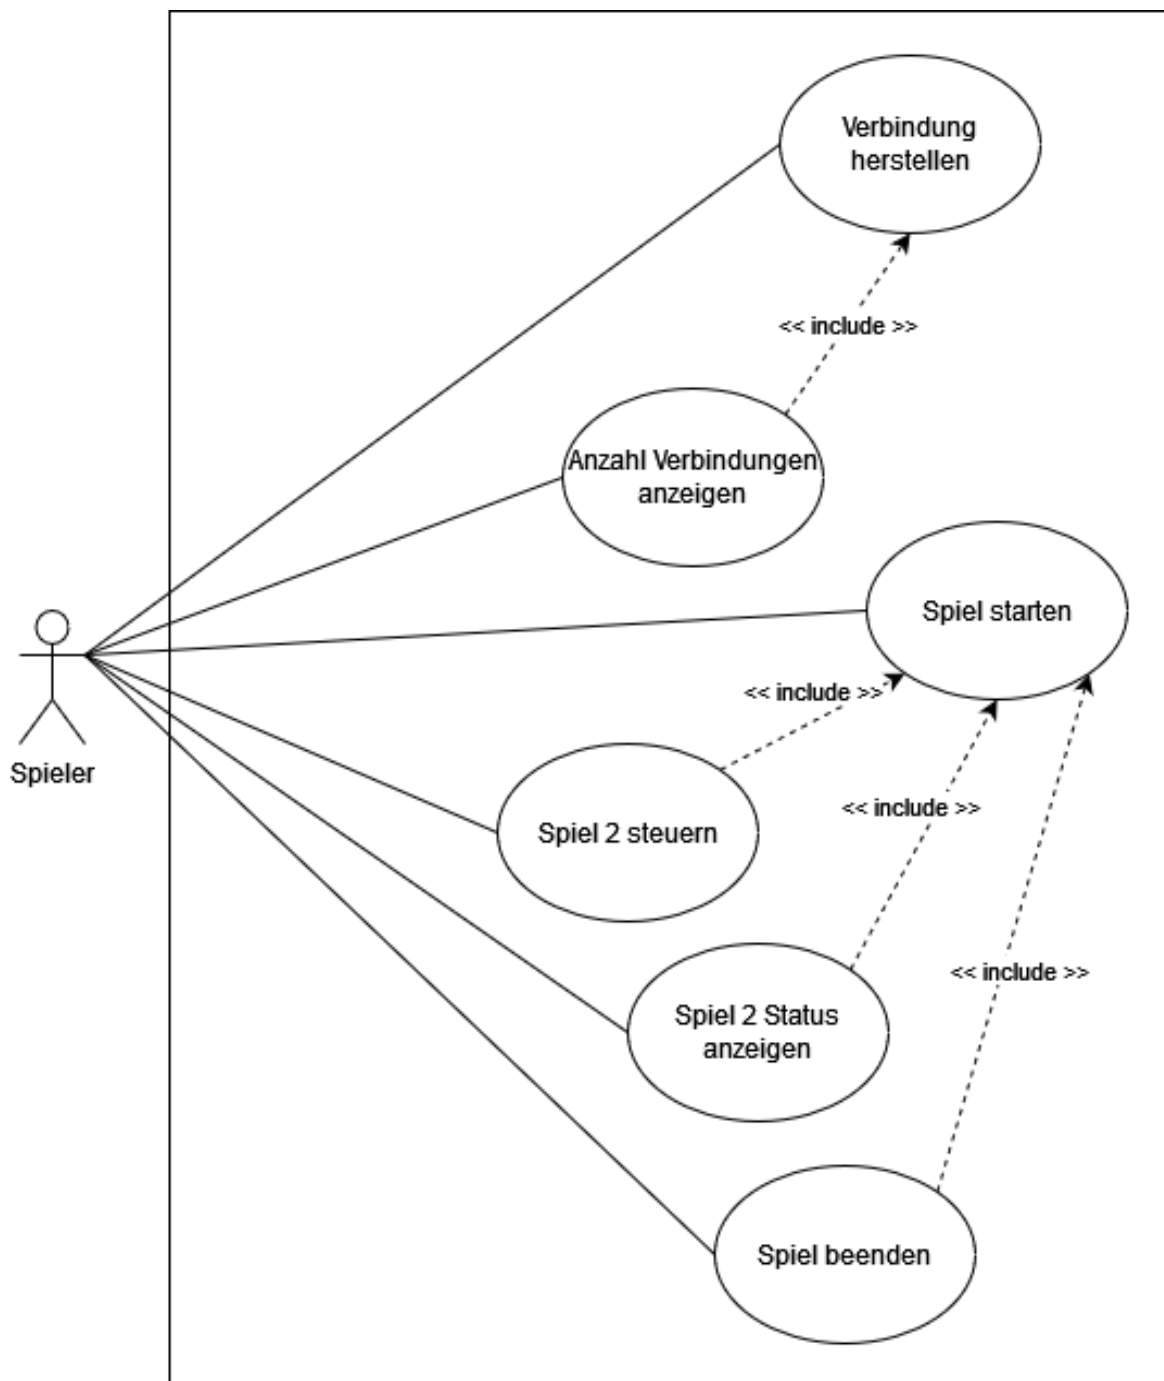 Verbindung
herstellen
<< include >>
Anzahl Verbindungen
anzeigen
Spiel starten
<< include >>
Spieler
<< include >>
Spiel 2 steuern
<< include >>
Spiel 2 Status
anzeigen
Spiel beenden